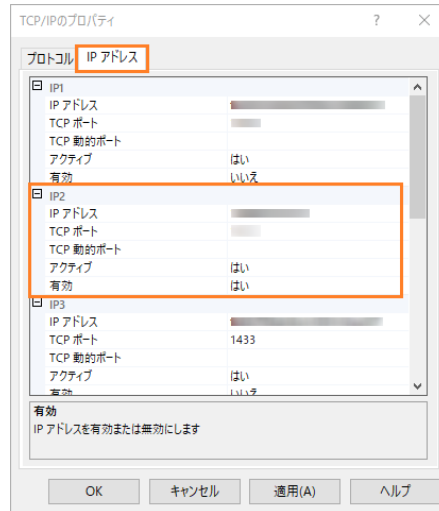 TCP/IPのプロパティ ? ×
プロトコル IP アドレス
IP1
IP アドレス
TCP ポート
TCP 動的ポート
アクティブ はい
有効 いいえ
IP2
IP アドレス
TCP ポート
TCP 動的ポート
アクティブ はい
有効 はい
IP3
IP アドレス
TCP ポート 1433
TCP 動的ポート
アクティブ はい
有効 いいえ
有効
IP アドレスを有効または無効にします
OK キャンセル 適用(A) ヘルプ